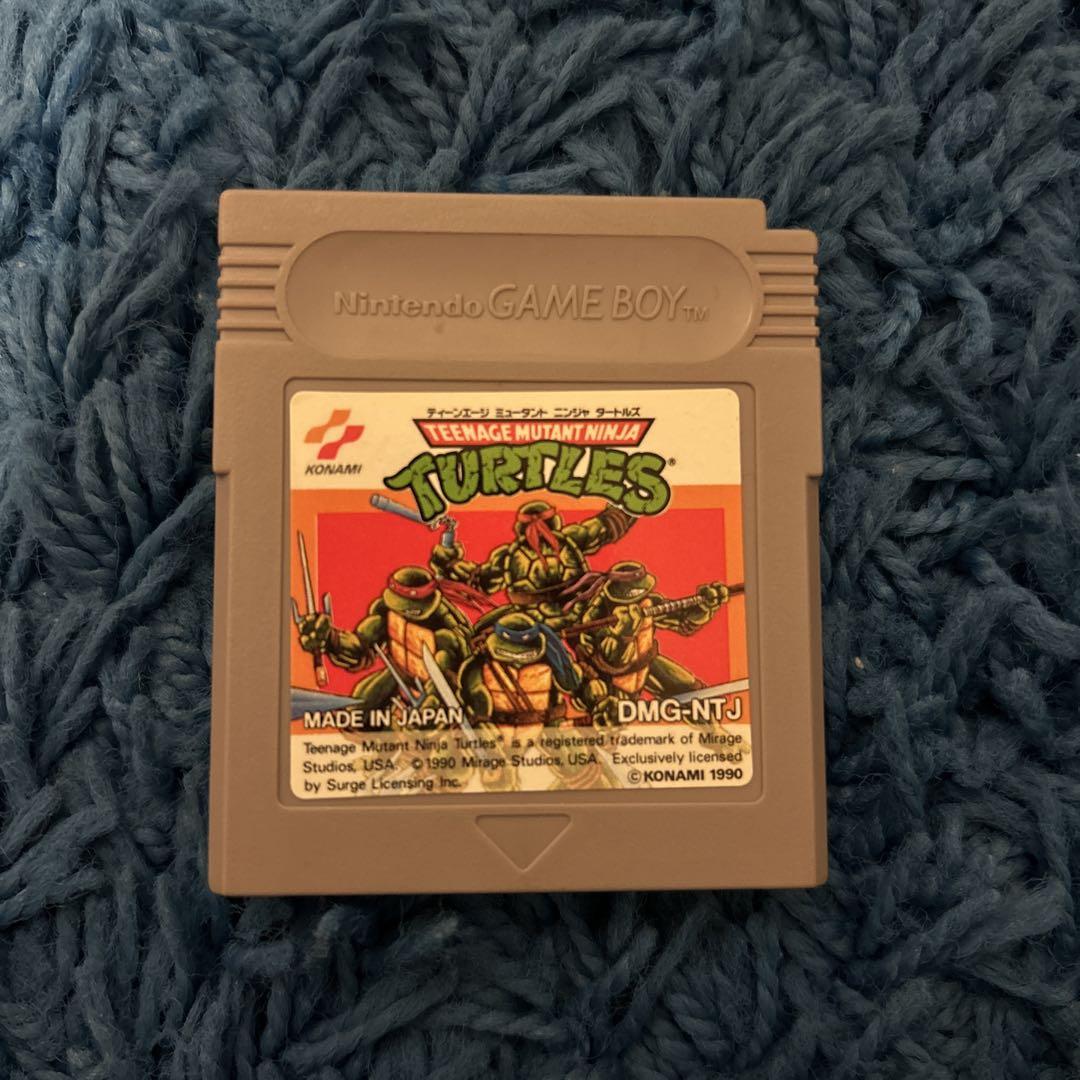 Nintendo GAME BOY™
ティーンエージ ミュータント ニンジャ タートルズ
TEENAGE MUTANT NINJA
TURTLES®
KONAMI
MADE IN JAPAN
DMG-NTJ
Teenage Mutant Ninja Turtles® is a registered trademark of Mirage
Studios, USA. ©1990 Mirage Studios, USA. Exclusively licensed
by Surge Licensing Inc.
©KONAMI 1990